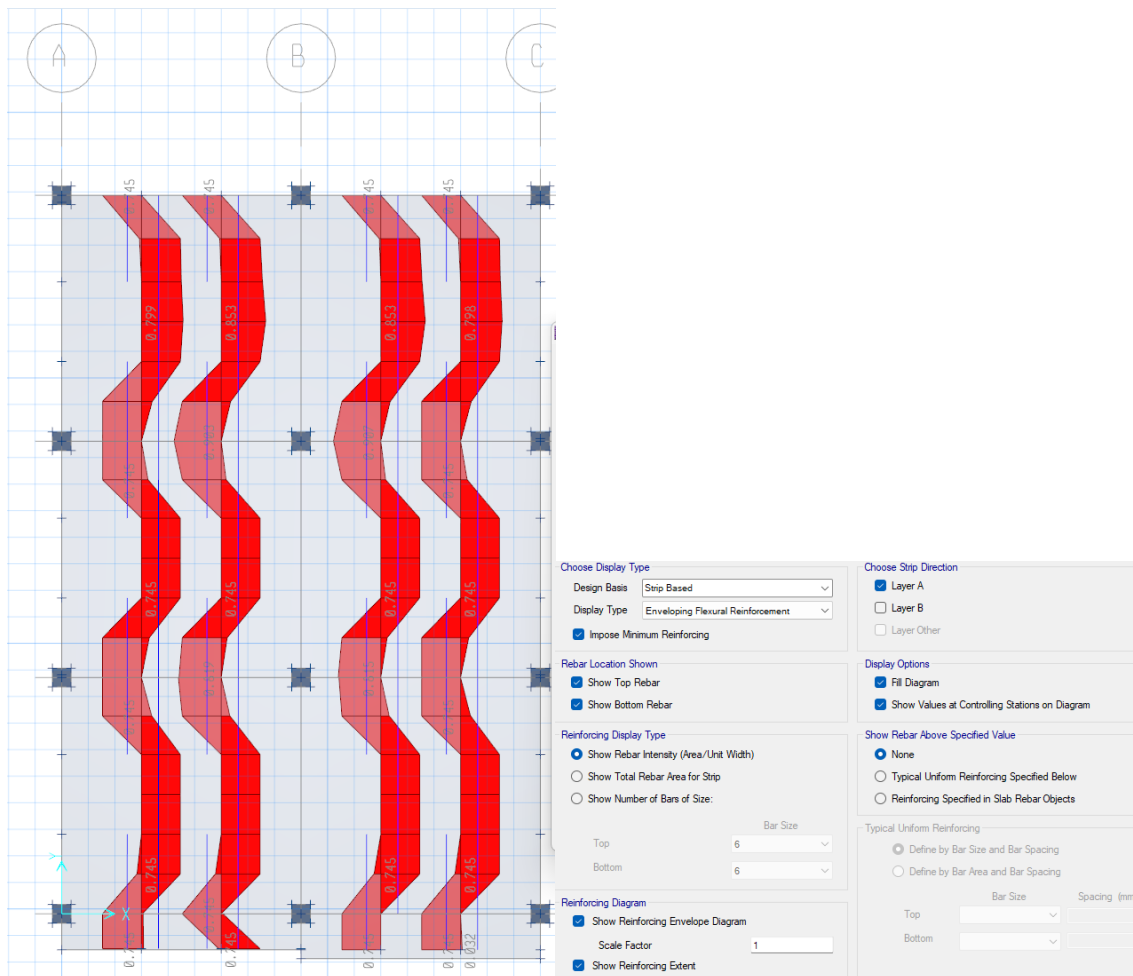 A B C
0.799 0.853 0.853 0.798
0.745
0.745 0.745 0.745 0.745
0.745
0.745 0.745 0.745
0.745
0.032
Y
X
Choose Display Type
Design Basis Strip Based
Display Type Enveloping Flexural Reinforcement
Impose Minimum Reinforcing
Rebar Location Shown
Show Top Rebar
Show Bottom Rebar
Reinforcing Display Type
Show Rebar Intensity (Area/Unit Width)
Show Total Rebar Area for Strip
Show Number of Bars of Size:
Bar Size
Top 6
Bottom 6
Reinforcing Diagram
Show Reinforcing Envelope Diagram
Scale Factor 1
Show Reinforcing Extent
Choose Strip Direction
Layer A
Layer B
Layer Other
Display Options
Fill Diagram
Show Values at Controlling Stations on Diagram
Show Rebar Above Specified Value
None
Typical Uniform Reinforcing Specified Below
Reinforcing Specified in Slab Rebar Objects
Typical Uniform Reinforcing
Define by Bar Size and Bar Spacing
Define by Bar Area and Bar Spacing
Bar Size Spacing (mm
Top
Bottom